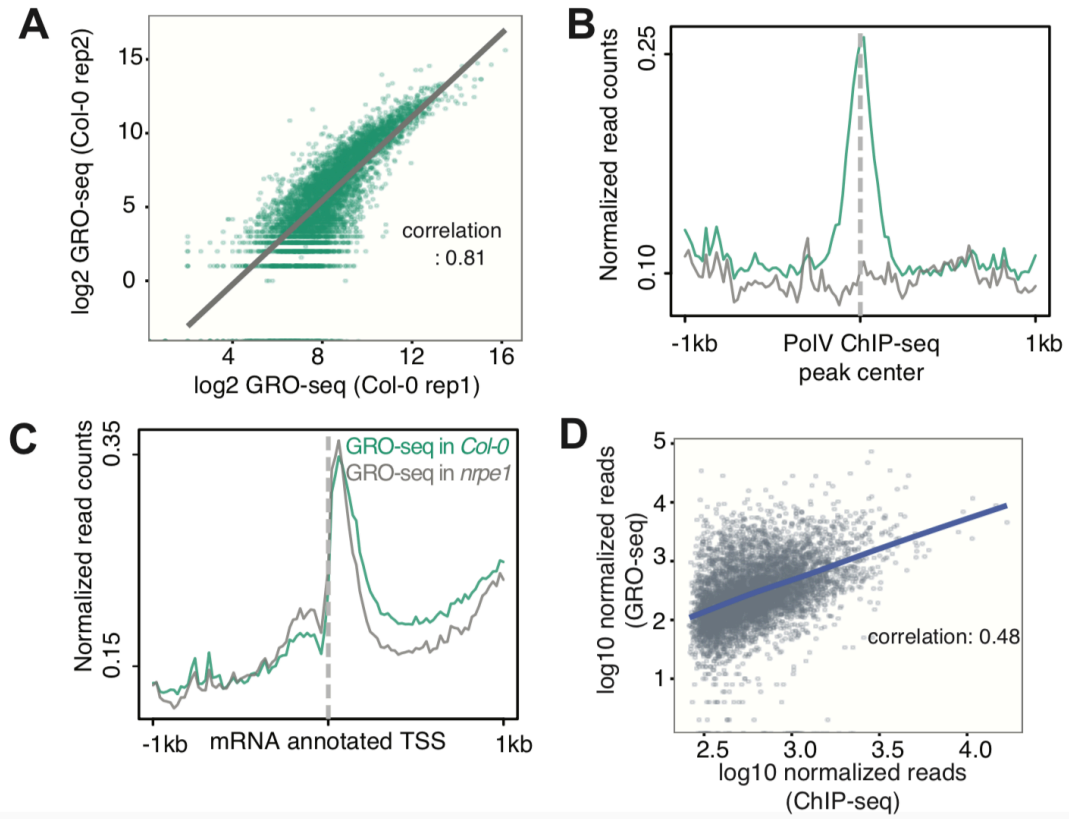 A
log2 GRO-seq (Col-0 rep2)
15
10
5
0
correlation
: 0.81
4
8
12
16
log2 GRO-seq (Col-0 rep1)
B
Normalized read counts
0.25
0.10
-1kb
PolV ChIP-seq
peak center
1kb
C
Normalized read counts
0.35
0.15
GRO-seq in Col-0
GRO-seq in nrpe1
-1kb
mRNA annotated TSS
1kb
D
log10 normalized reads
(GRO-seq)
5
4
3
2
1
correlation: 0.48
2.5
3.0
3.5
4.0
log10 normalized reads
(ChIP-seq)